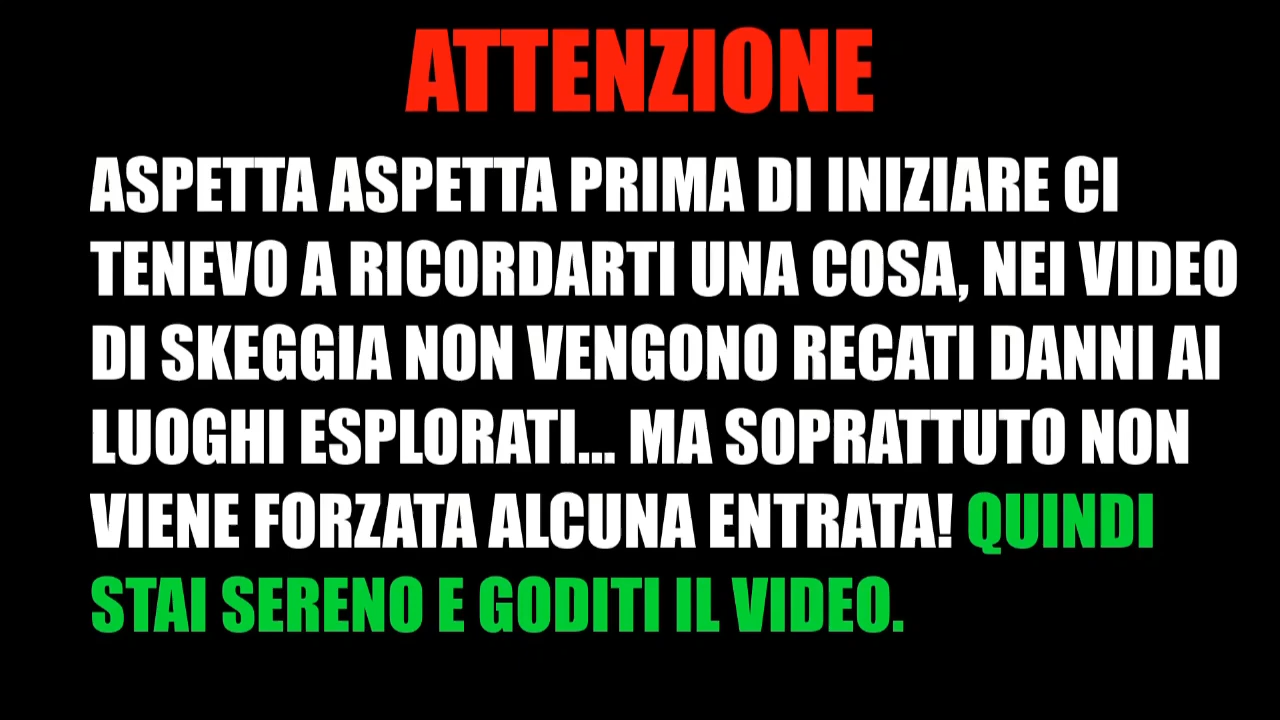 ATTENZIONE
ASPETTA ASPETTA PRIMA DI INIZIARE CI
TENEVO A RICORDARTI UNA COSA, NEI VIDEO
DI SKEGGIA NON VENGONO RECATI DANNI AI
LUOGHI ESPLORATI... MA SOPRATTUTO NON
VIENE FORZATA ALCUNA ENTRATA! QUINDI
STAI SERENO E GODITI IL VIDEO.